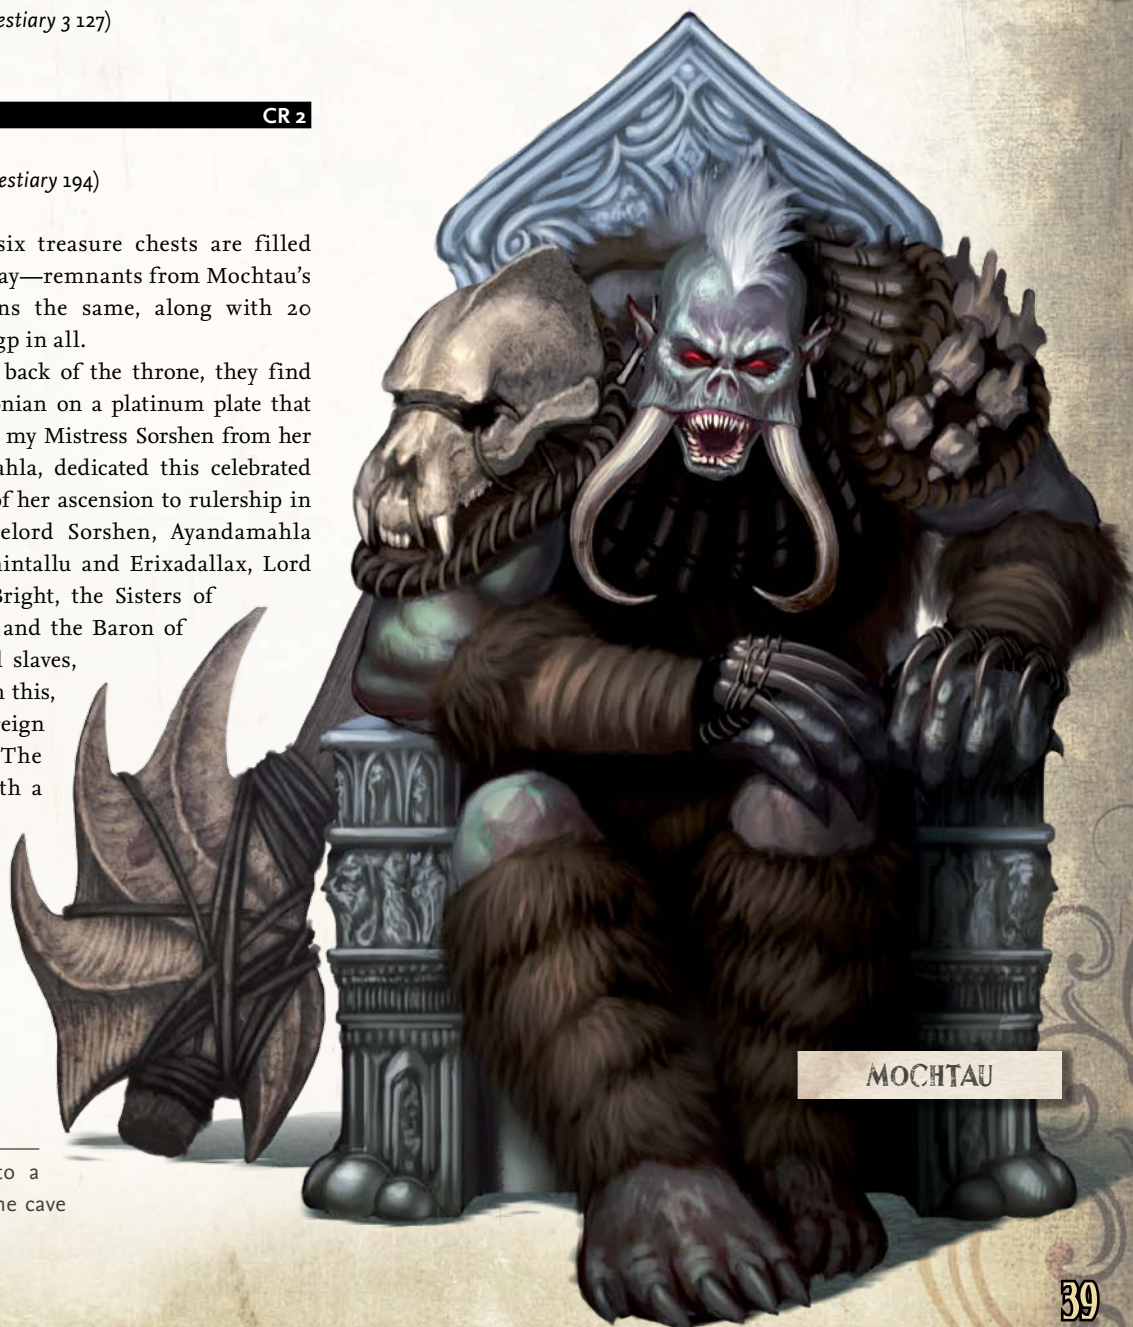 estiary 3 127)
CR 2
estiary 194)
six treasure chests are filled
ay—remnants from Mochtau’s
ns the same, along with 20
gp in all.
back of the throne, they find
onian on a platinum plate that
my Mistress Sorshen from her
ahla, dedicated this celebrated
of her ascension to rulership in
elord Sorshen, Ayandamahla
hintallu and Erixadallax, Lord
Bright, the Sisters of
and the Baron of
l slaves,
n this,
reign
The
th a
to a
he cave
MOCHTAU
39